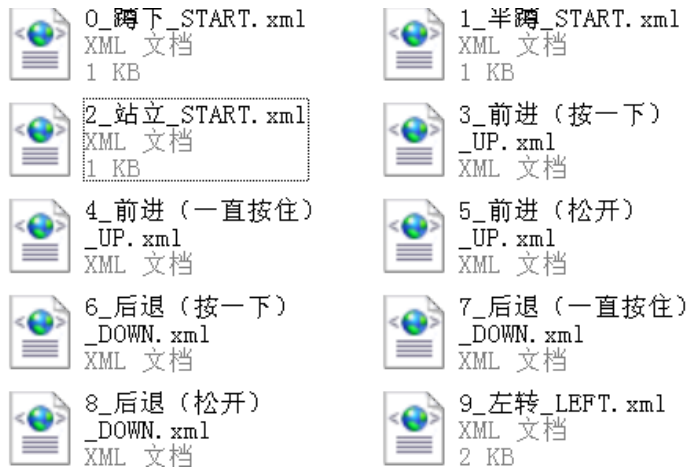 0_蹲下_START.xml
XML 文档
1 KB
1_半蹲_START.xml
XML 文档
1 KB
2_站立_START.xml
XML 文档
1 KB
3_前进（按一下）
_UP.xml
XML 文档
4_前进（一直按住）
_UP.xml
XML 文档
5_前进（松开）
_UP.xml
XML 文档
6_后退（按一下）
_DOWN.xml
XML 文档
7_后退（一直按住）
_DOWN.xml
XML 文档
8_后退（松开）
_DOWN.xml
XML 文档
9_左转_LEFT.xml
XML 文档
2 KB